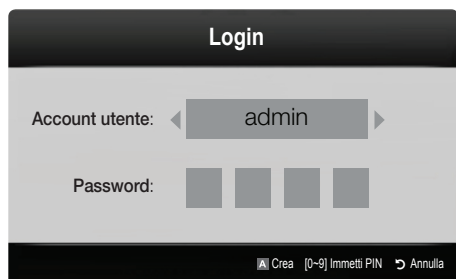 Login
Account utente: admin
Password:
A Crea [0~9] Immetti PIN Annulla